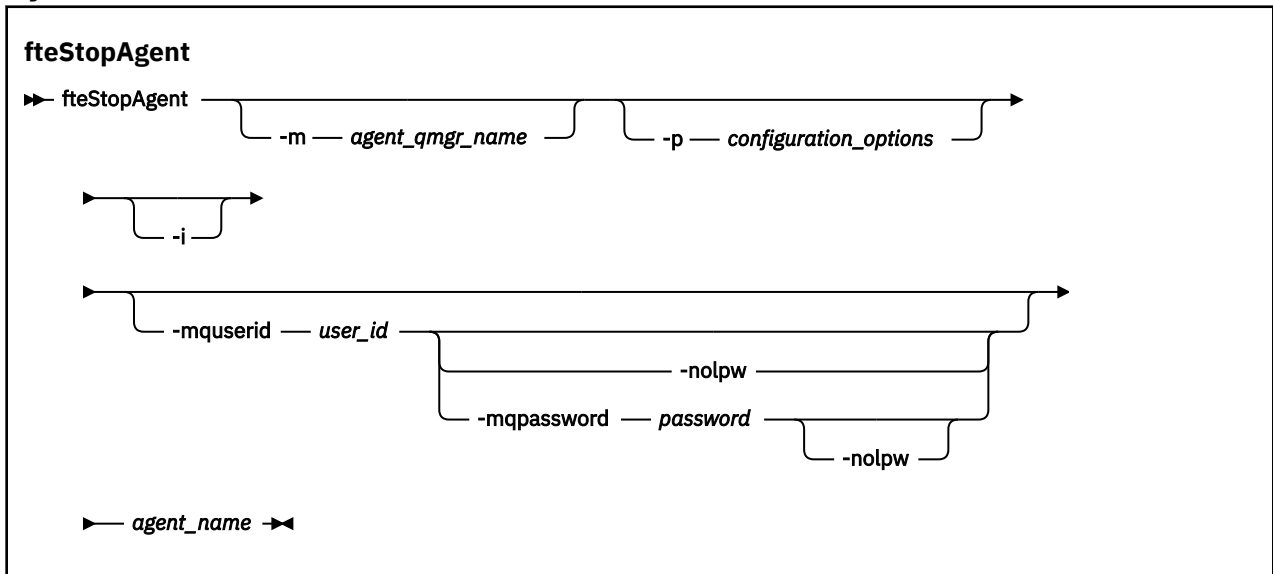 fteStopAgent
fteStopAgent
-m agent_qmgr_name -p configuration_options
-i
-mquserid user_id
-nolpw
-mqpassword password
-nolpw
agent_name